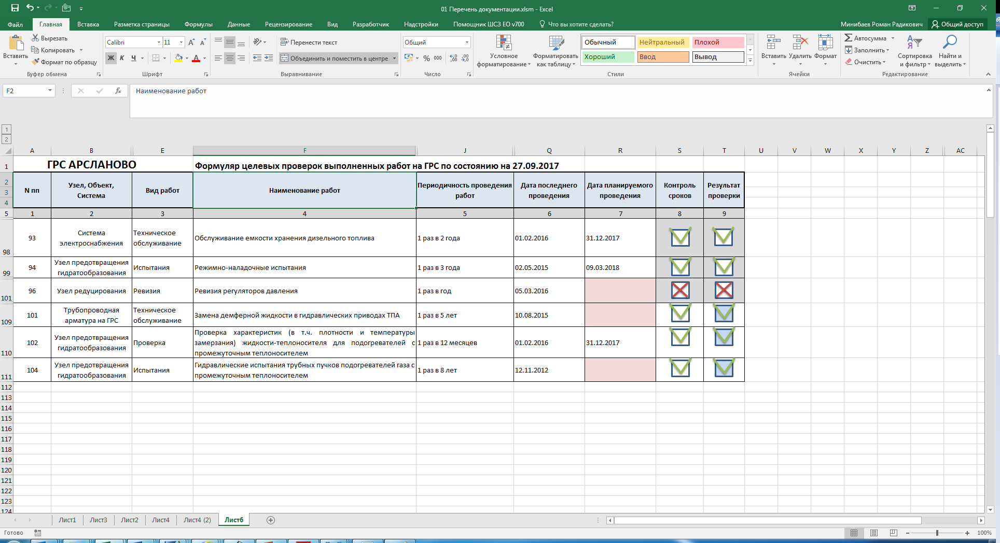 01 Перечень документации.xlsm - Excel
Файл
Главная
Вставка
Разметка страницы
Формулы
Данные
Рецензирование
Вид
Разработчик
Надстройки
Помощник ШСЗ ЕО v700
Что вы хотите сделать?
Минибаев Роман Радикович
Общий доступ
Вставить
Вырезать
Копировать
Формат по образцу
Буфер обмена
Calibri
11
Ж К Ч
Шрифт
Перенести текст
Объединить и поместить в центре
Выравнивание
Общий
% 000
Число
Условное
форматирование
Форматировать
как таблицу
Обычный
Нейтральный
Плохой
Хороший
Ввод
Вывод
Стили
Вставить
Удалить
Формат
Ячейки
Автосумма
Заполнить
Очистить
Сортировка
и фильтр
Найти и
выделить
Редактирование
F2
fx
Наименование работ
1
2
A B E F J Q R S T U V W X Y Z AC
1
ГРС АРСЛАНОВО
Формуляр целевых проверок выполненных работ на ГРС по состоянию на 27.09.2017
2
3
4
N пп
Узел, Объект,
Система
Вид работ
Наименование работ
Периодичность проведения
работ
Дата последнего
проведения
Дата планируемого
проведения
Контроль
сроков
Результат
проверки
5 1 2 3 4 5 6 7 8 9
98
93
Система
электроснабжения
Техническое
обслуживание
Обслуживание емкости хранения дизельного топлива
1 раз в 2 года
01.02.2016
31.12.2017
99
94
Узел предотвращения
гидратообразования
Испытания
Режимно-наладочные испытания
1 раз в 3 года
02.05.2015
09.03.2018
101
96
Узел редуцирования
Ревизия
Ревизия регуляторов давления
1 раз в год
05.03.2016
109
101
Трубопроводная
арматура на ГРС
Техническое
обслуживание
Замена демферной жидкости в гидравлических приводах ТПА
1 раз в 5 лет
10.08.2015
110
102
Узел предотвращения
гидратообразования
Проверка
Проверка характеристик (в т.ч. плотности и температуры
замерзания) жидкости-теплоносителя для подогревателей с
промежуточным теплоносителем
1 раз в 12 месяцев
01.02.2016
31.12.2017
111
104
Узел предотвращения
гидратообразования
Испытания
Гидравлические испытания трубных пучков подогревателей газа с
промежуточным теплоносителем
1 раз в 8 лет
12.11.2012
112
113
114
115
116
117
118
119
120
121
122
123
124
Лист1
Лист3
Лист2
Лист4
Лист4 (2)
Лист6
Готово
100%